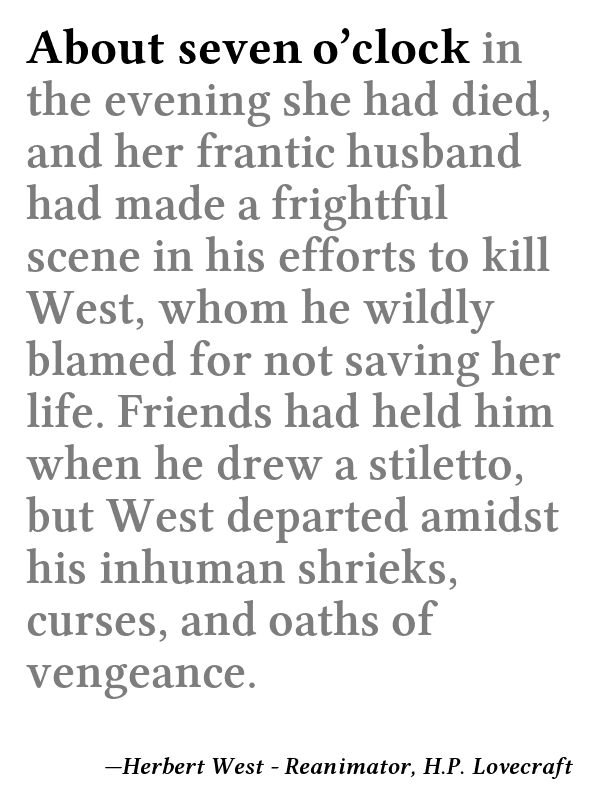 About seven o’clock in
the evening she had died,
and her frantic husband
had made a frightful
scene in his efforts to kill
West, whom he wildly
blamed for not saving her
life. Friends had held him
when he drew a stiletto,
but West departed amidst
his inhuman shrieks,
curses, and oaths of
vengeance.
—Herbert West - Reanimator, H.P. Lovecraft